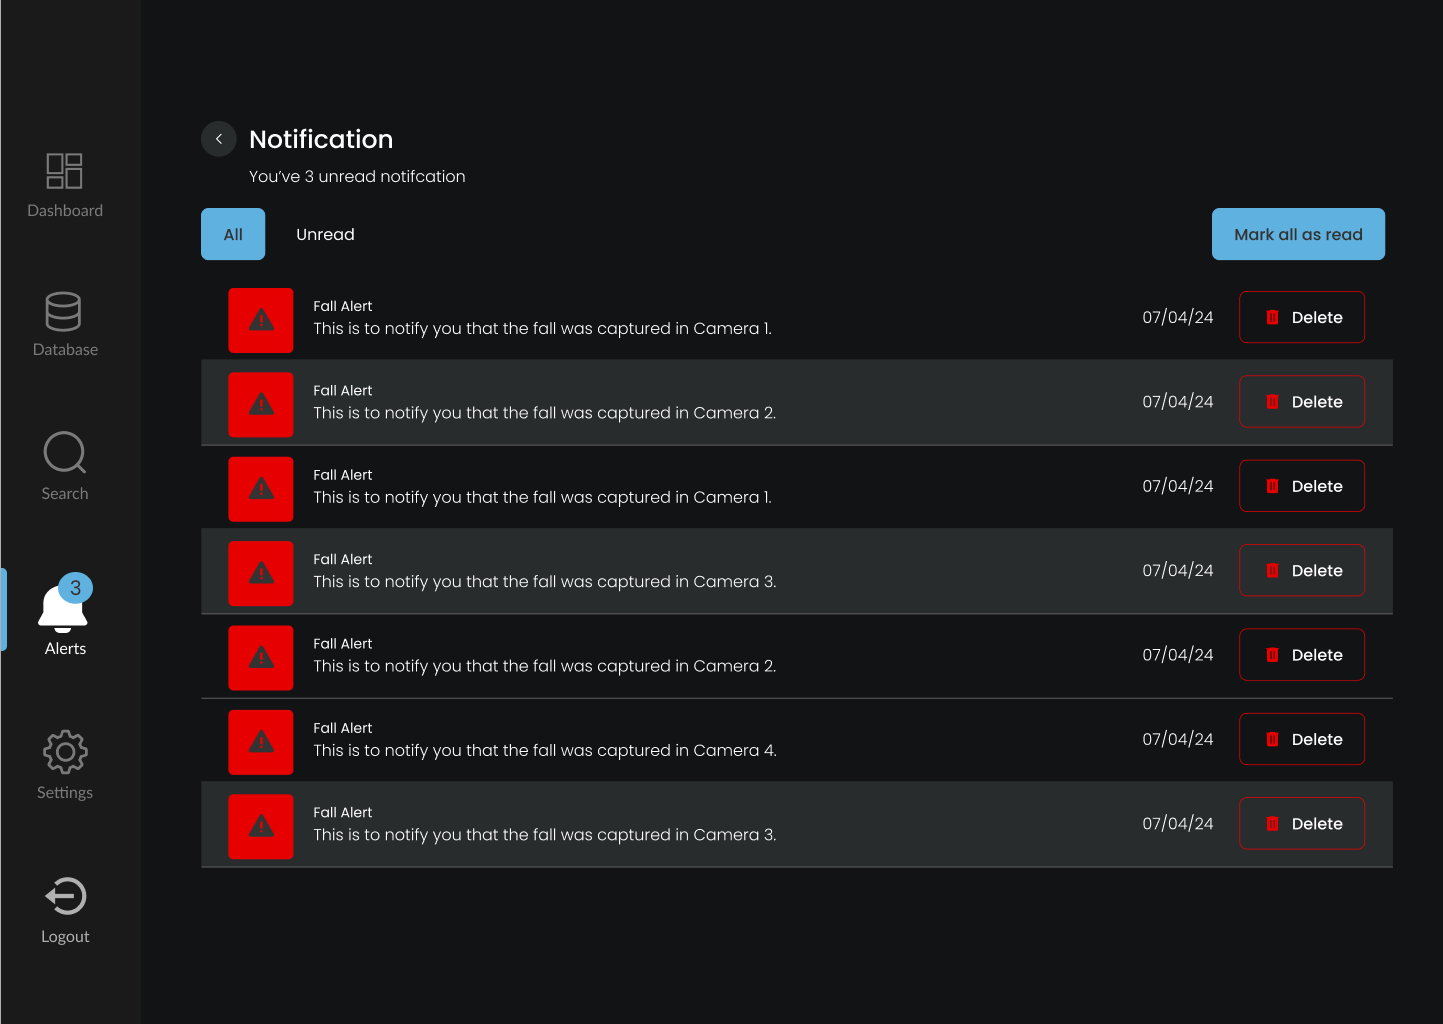 Notification
You've 3 unread notifcation
All
Unread
Mark all as read
Dashboard
Database
Search
3
Alerts
Settings
Logout
Fall Alert
This is to notify you that the fall was captured in Camera 1.
07/04/24
Delete
Fall Alert
This is to notify you that the fall was captured in Camera 2.
07/04/24
Delete
Fall Alert
This is to notify you that the fall was captured in Camera 1.
07/04/24
Delete
Fall Alert
This is to notify you that the fall was captured in Camera 3.
07/04/24
Delete
Fall Alert
This is to notify you that the fall was captured in Camera 2.
07/04/24
Delete
Fall Alert
This is to notify you that the fall was captured in Camera 4.
07/04/24
Delete
Fall Alert
This is to notify you that the fall was captured in Camera 3.
07/04/24
Delete